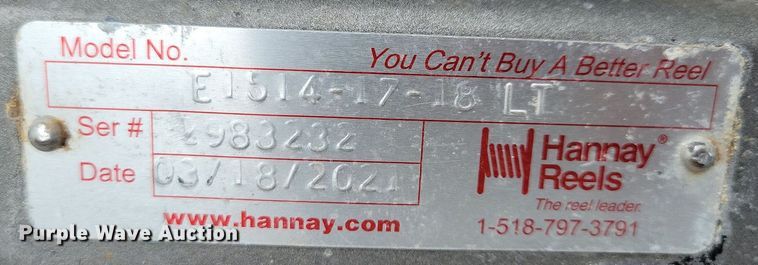 Model No.
You Can't Buy A Better Reel
E1514-17-18 LT
Ser # 2983232
Date 03/18/2021
Hannay®
Reels
The reel leader.
www.hannay.com
1-518-797-3791
Purple Wave Auction